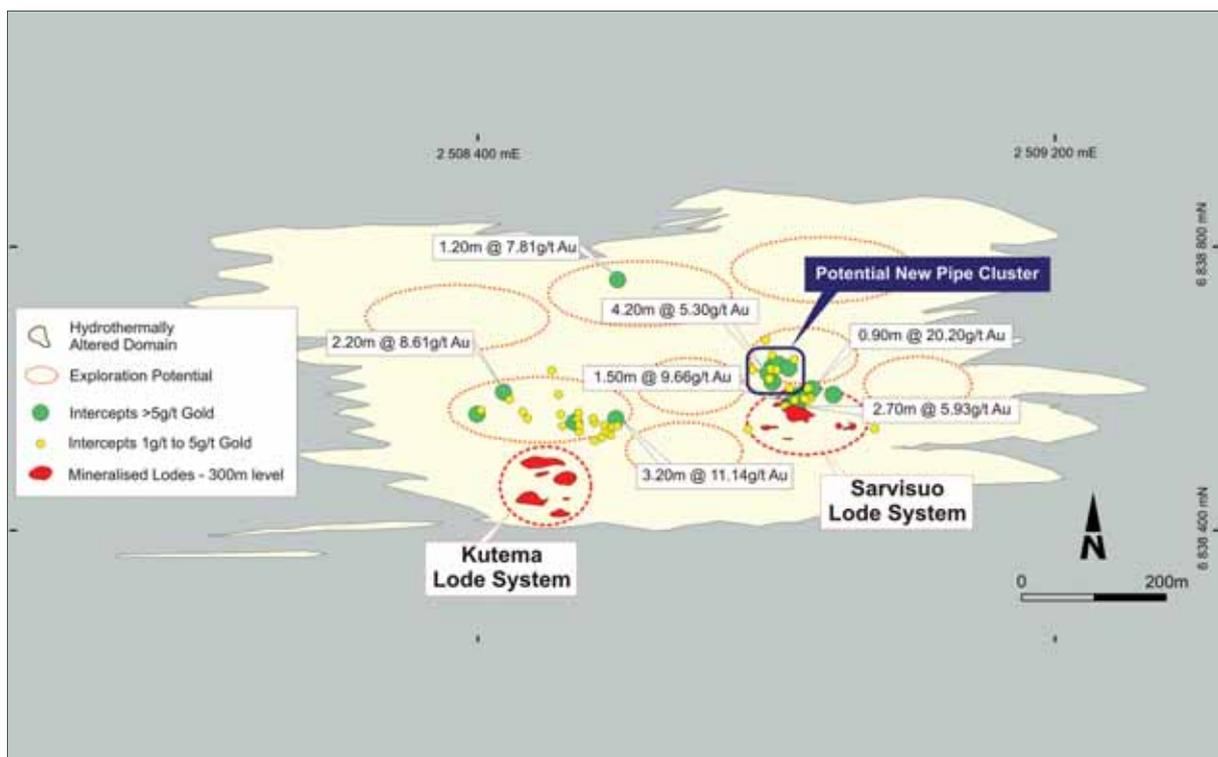 2 508 400 mE
2 509 200 mE
6 838 800 mN
1.20m @ 7.81g/t Au
Potential New Pipe Cluster
4.20m @ 5.30g/t Au
0.90m @ 20.20g/t Au
2.20m @ 8.61g/t Au
1.50m @ 9.66g/t Au
2.70m @ 5.93g/t Au
3.20m @ 11.14g/t Au
Hydrothermally
Altered Domain
Exploration Potential
Intercepts >5g/t Gold
Intercepts 1g/t to 5g/t Gold
Mineralised Lodes - 300m level
Sarvisuo
Lode System
Kutema
Lode System
6 838 400 mN
N
0
200m